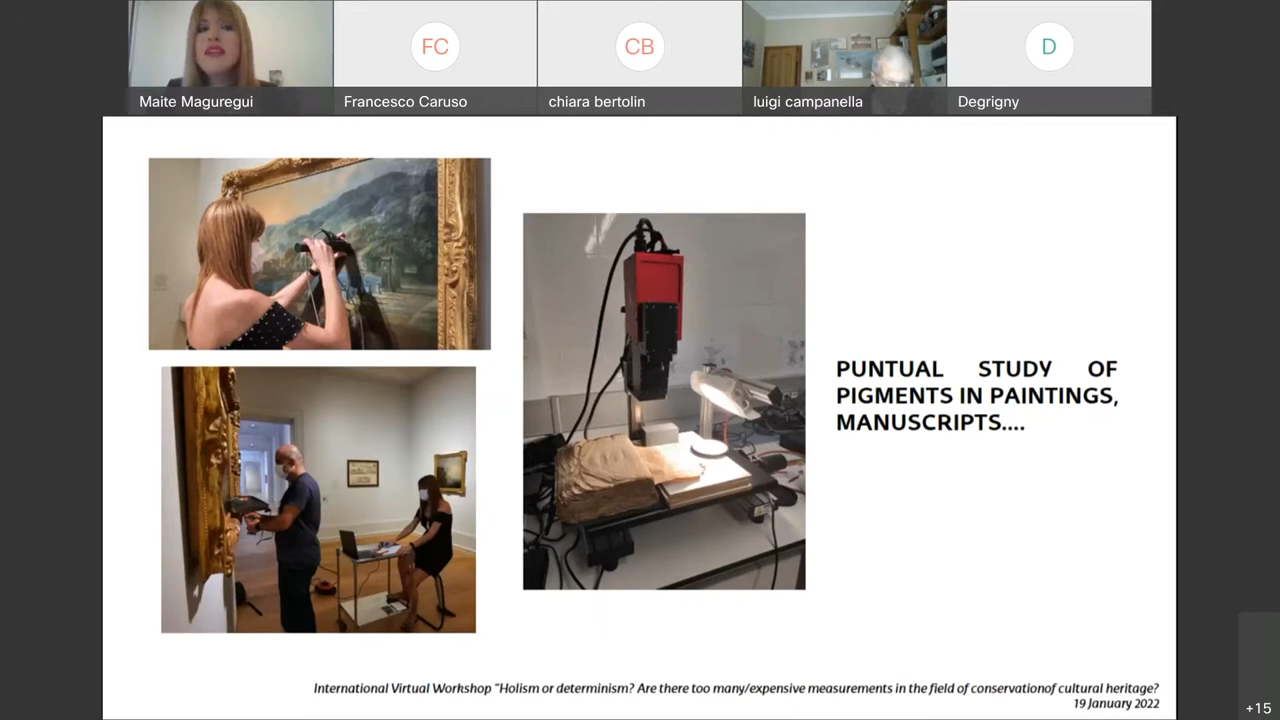 FC
CB
D
Maite Maguregui
Francesco Caruso
chiara bertolin
luigi campanella
Degrigny
PUNTUAL STUDY OF
PIGMENTS IN PAINTINGS,
MANUSCRIPTS....
International Virtual Workshop "Holism or determinism? Are there too many/expensive measurements in the field of conservationof cultural heritage?
19 January 2022
+15